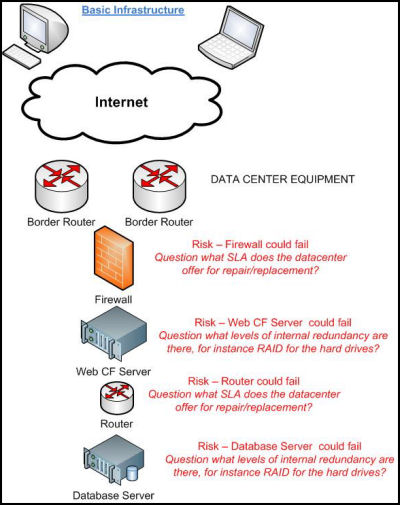 Basic Infrastructure
Internet
DATA CENTER EQUIPMENT
Border Router
Border Router
Risk – Firewall could fail
Question what SLA does the datacenter
offer for repair/replacement?
Firewall
Risk – Web CF Server could fail
Question what levels of internal redundancy are
there, for instance RAID for the hard drives?
Web CF Server
Risk – Router could fail
Question what SLA does the datacenter
offer for repair/replacement?
Router
Risk – Database Server could fail
Question what levels of internal redundancy are
there, for instance RAID for the hard drives?
Database Server